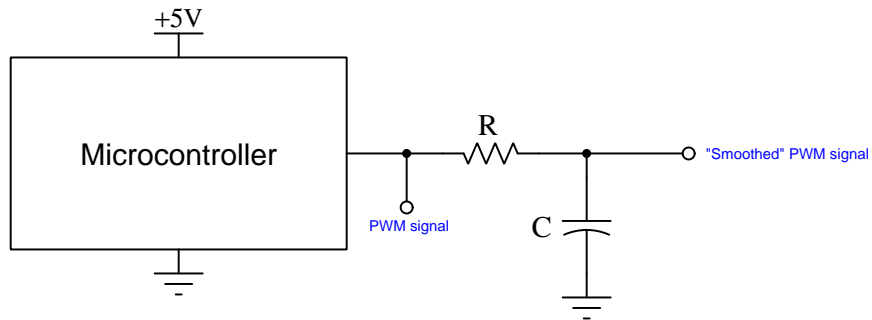 +5V
Microcontroller
R
"Smoothed" PWM signal
PWM signal
C